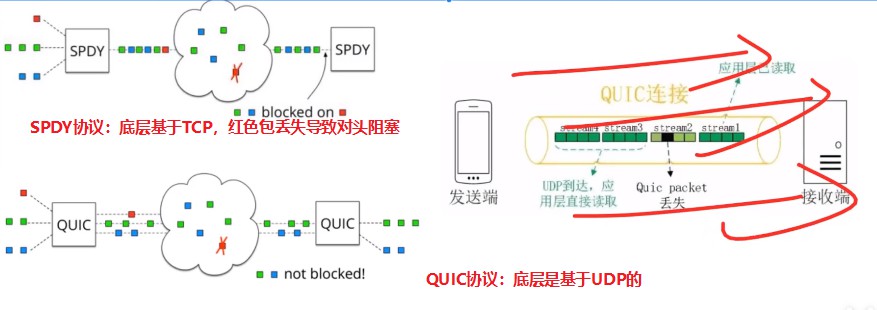 SPDY
SPDY
blocked on
SPDY协议：底层基于TCP，红色包丢失导致对头阻塞
QUIC
QUIC
not blocked!
应用层已读取
QUIC连接
stream4 stream3 stream2 stream1
发送端
UDP到达，应
用层直接读取
Quic packet
丢失
接收端
QUIC协议：底层是基于UDP的